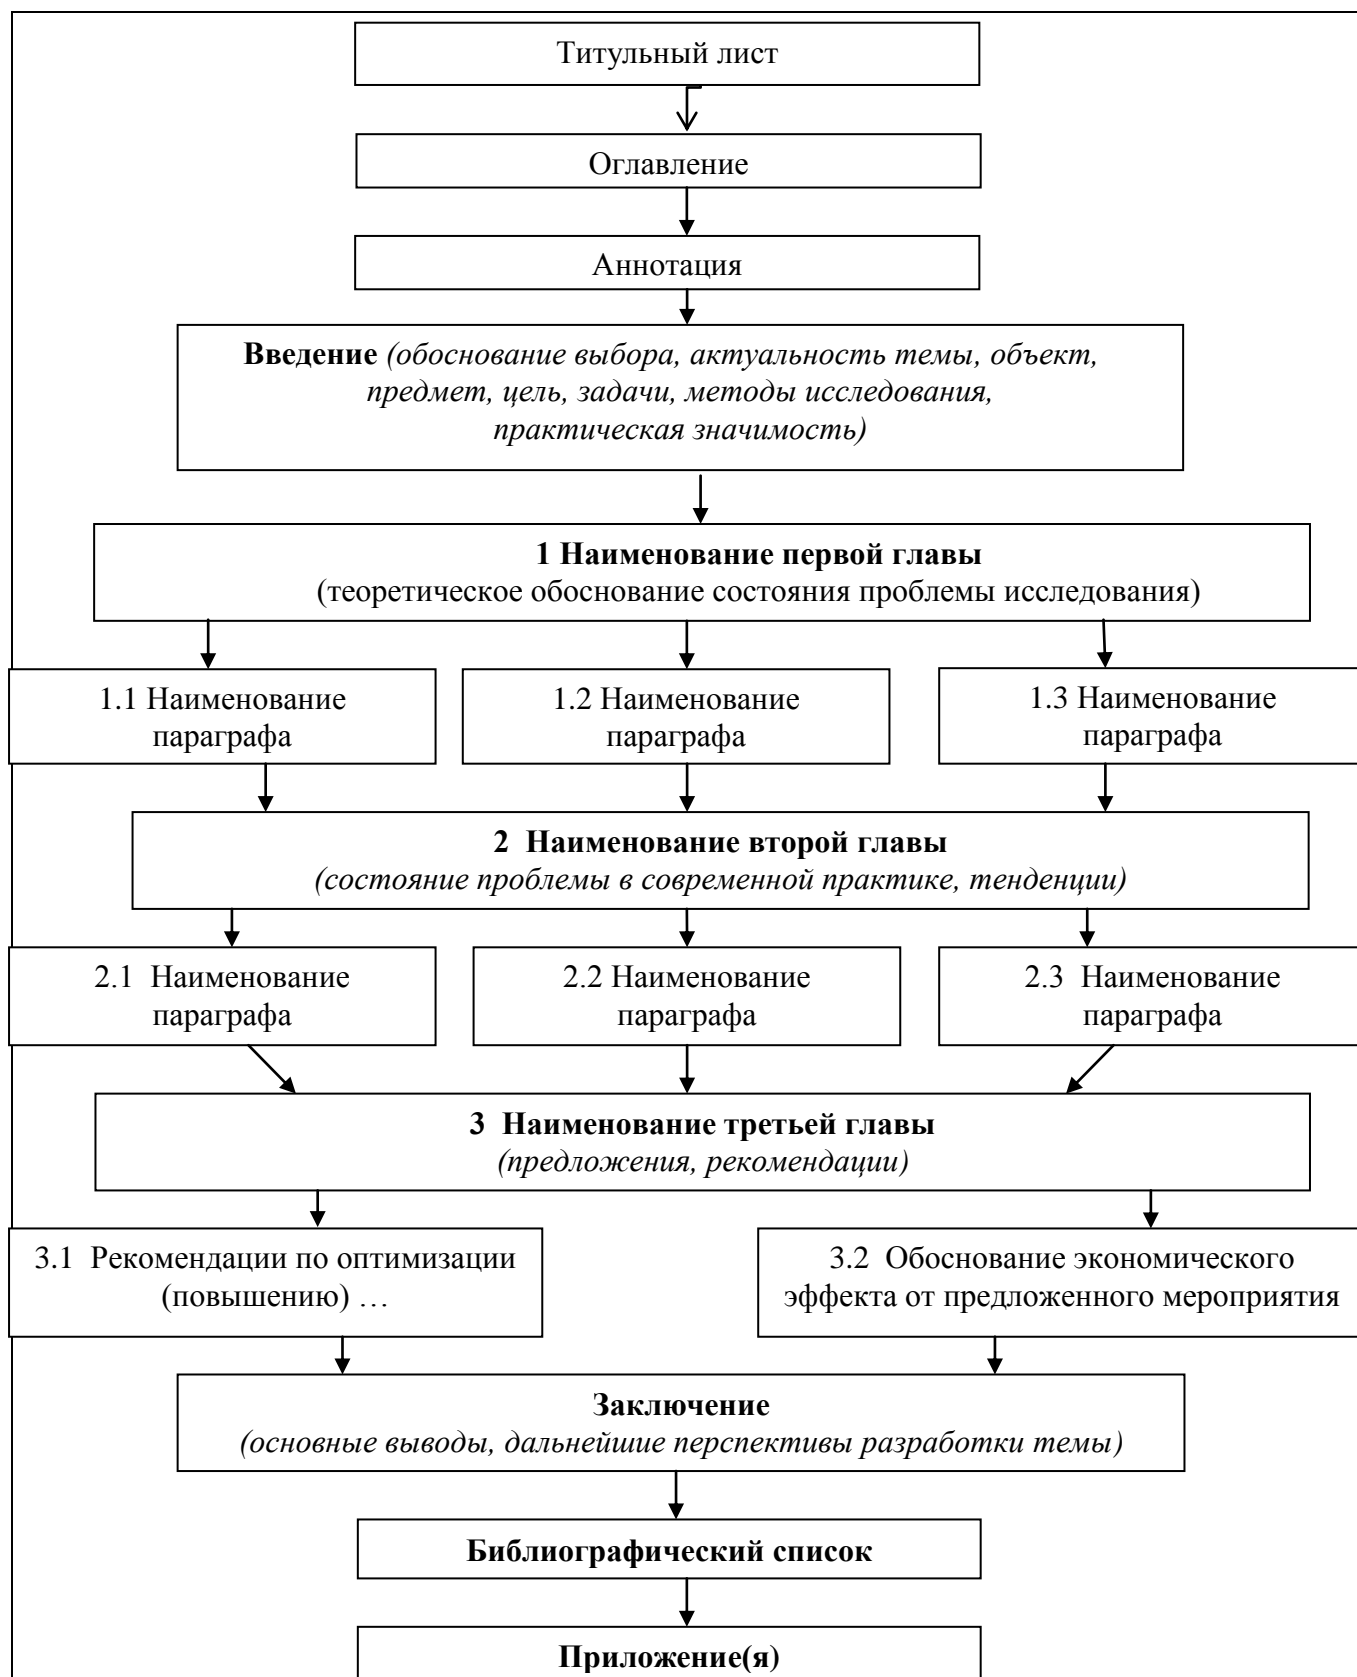 Титульный лист
Оглавление
Аннотация
Введение (обоснование выбора, актуальность темы, объект,
предмет, цель, задачи, методы исследования,
практическая значимость)
1 Наименование первой главы
(теоретическое обоснование состояния проблемы исследования)
1.1 Наименование
параграфа
1.2 Наименование
параграфа
1.3 Наименование
параграфа
2 Наименование второй главы
(состояние проблемы в современной практике, тенденции)
2.1 Наименование
параграфа
2.2 Наименование
параграфа
2.3 Наименование
параграфа
3 Наименование третьей главы
(предложения, рекомендации)
3.1 Рекомендации по оптимизации
(повышению) …
3.2 Обоснование экономического
эффекта от предложенного мероприятия
Заключение
(основные выводы, дальнейшие перспективы разработки темы)
Библиографический список
Приложение(я)